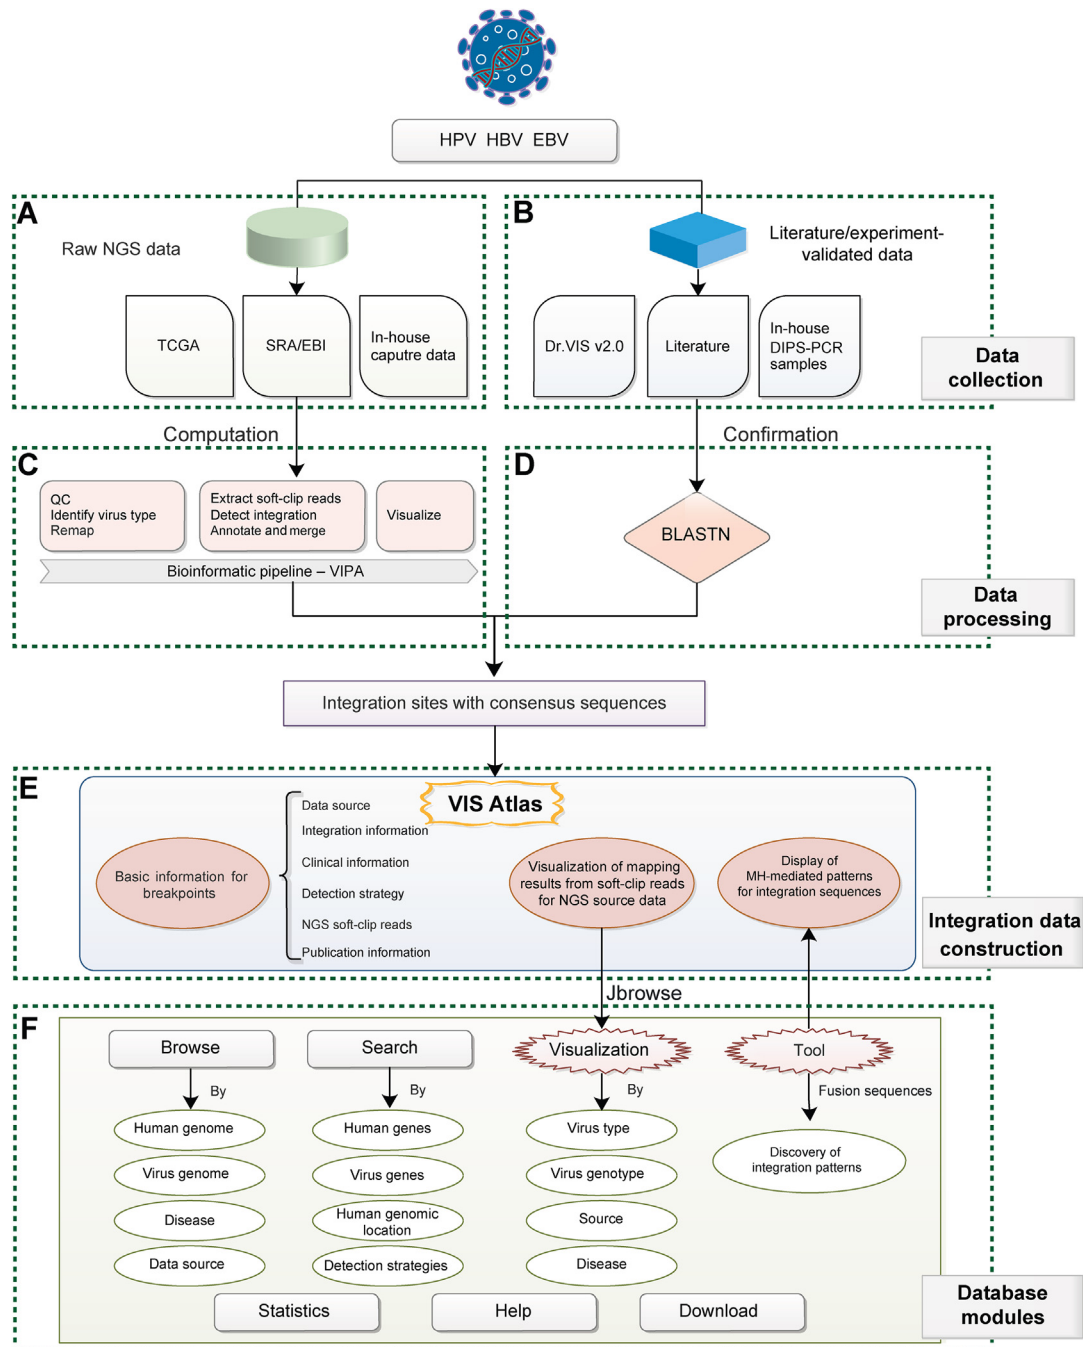 HPV HBV EBV
A
Raw NGS data
TCGA
SRA/EBI
In-house
caputre data
B
Literature/experiment-
validated data
Dr.VIS v2.0
Literature
In-house
DIPS-PCR
samples
Data
collection
Computation
Confirmation
C
QC
Identify virus type
Remap
Extract soft-clip reads
Detect integration
Annotate and merge
Visualize
Bioinformatic pipeline – VIPA
D
BLASTN
Data
processing
Integration sites with consensus sequences
E
VIS Atlas
Basic information for
breakpoints
Data source
Integration information
Clinical information
Detection strategy
NGS soft-clip reads
Publication information
Visualization of mapping
results from soft-clip reads
for NGS source data
Display of
MH-mediated patterns
for integration sequences
Integration data
construction
Jbrowse
F
Browse
By
Human genome
Virus genome
Disease
Data source
Search
By
Human genes
Virus genes
Human genomic
location
Detection strategies
Visualization
By
Virus type
Virus genotype
Source
Disease
Tool
Fusion sequences
Discovery of
integration patterns
Statistics
Help
Download
Database
modules